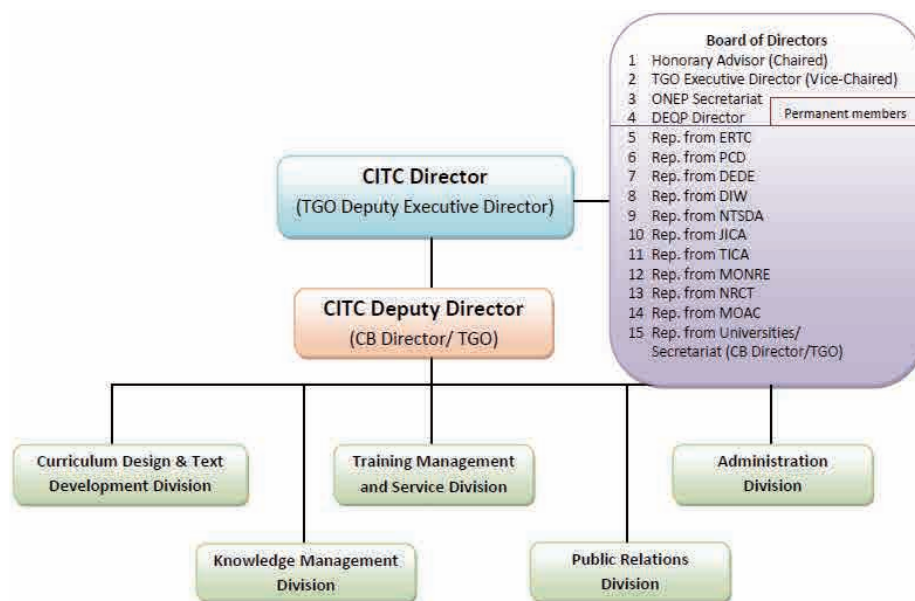 Board of Directors
1 Honorary Advisor (Chaired)
2 TGO Executive Director (Vice-Chaired)
3 ONEP Secretariat
4 DEQP Director
Permanent members
5 Rep. from ERTC
6 Rep. from PCD
7 Rep. from DEDE
8 Rep. from DIW
9 Rep. from NTSDA
10 Rep. from JICA
11 Rep. from TICA
12 Rep. from MONRE
13 Rep. from NRCT
14 Rep. from MOAC
15 Rep. from Universities/
Secretariat (CB Director/TGO)
CITC Director
(TGO Deputy Executive Director)
CITC Deputy Director
(CB Director/ TGO)
Curriculum Design & Text
Development Division
Training Management
and Service Division
Administration
Division
Knowledge Management
Division
Public Relations
Division